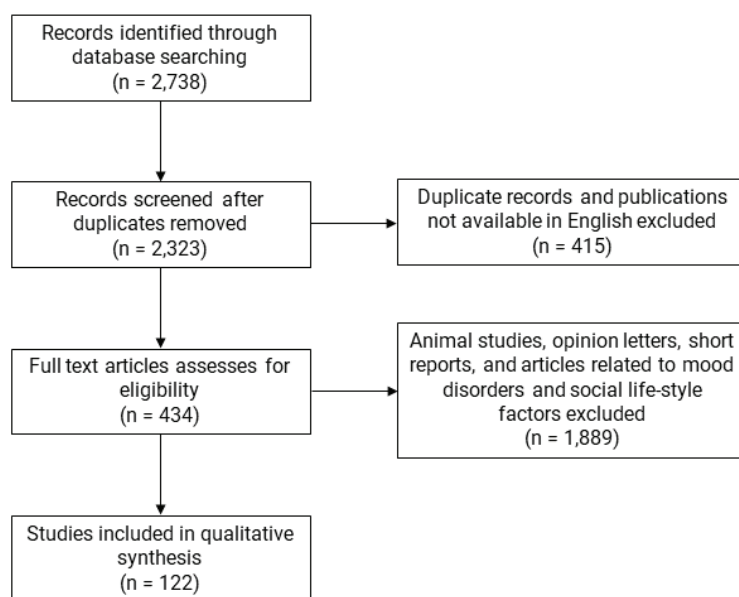 Records identified through
database searching
(n = 2,738)
Records screened after
duplicates removed
(n = 2,323)
Duplicate records and publications
not available in English excluded
(n = 415)
Full text articles assesses for
eligibility
(n = 434)
Animal studies, opinion letters, short
reports, and articles related to mood
disorders and social life-style
factors excluded
(n = 1,889)
Studies included in qualitative
synthesis
(n = 122)